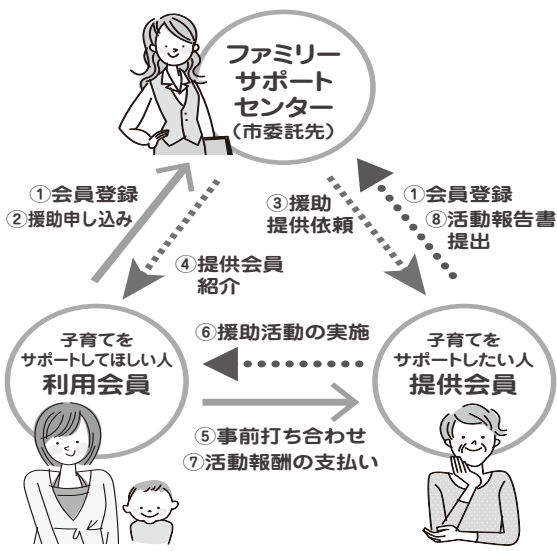 ファミリー
サポート
センター
（市委託先）
①会員登録
②援助申し込み
③援助
提供依頼
①会員登録
⑧活動報告書
提出
④提供会員
紹介
子育てを
サポートしてほしい人
利用会員
⑥援助活動の実施
子育てを
サポートしたい人
提供会員
⑤事前打ち合わせ
⑦活動報酬の支払い